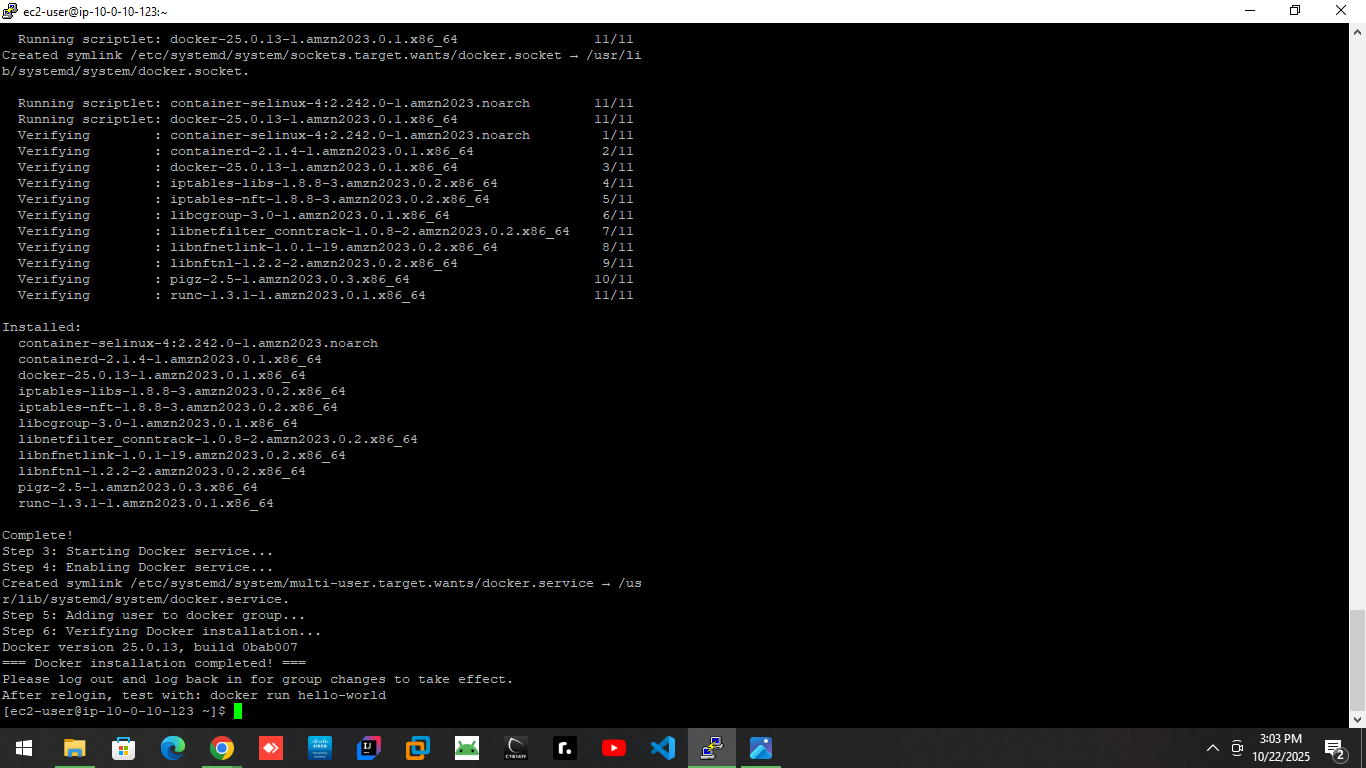 ec2-user@ip-10-0-10-123:~
Running scriptlet: docker-25.0.13-1.amzn2023.0.1.x86_64 11/11
Created symlink /etc/systemd/system/sockets.target.wants/docker.socket → /usr/li
b/systemd/system/docker.socket.
Running scriptlet: container-selinux-4:2.242.0-1.amzn2023.noarch 11/11
Running scriptlet: docker-25.0.13-1.amzn2023.0.1.x86_64 11/11
Verifying : container-selinux-4:2.242.0-1.amzn2023.noarch 1/11
Verifying : containerd-2.1.4-1.amzn2023.0.1.x86_64 2/11
Verifying : docker-25.0.13-1.amzn2023.0.1.x86_64 3/11
Verifying : iptables-libs-1.8.8-3.amzn2023.0.2.x86_64 4/11
Verifying : iptables-nft-1.8.8-3.amzn2023.0.2.x86_64 5/11
Verifying : libcgroup-3.0-1.amzn2023.0.1.x86_64 6/11
Verifying : libnetfilter_conntrack-1.0.8-2.amzn2023.0.2.x86_64 7/11
Verifying : libnfnetlink-1.0.1-19.amzn2023.0.2.x86_64 8/11
Verifying : libnftnl-1.2.2-2.amzn2023.0.2.x86_64 9/11
Verifying : pigz-2.5-1.amzn2023.0.3.x86_64 10/11
Verifying : runc-1.3.1-1.amzn2023.0.1.x86_64 11/11
Installed:
container-selinux-4:2.242.0-1.amzn2023.noarch
containerd-2.1.4-1.amzn2023.0.1.x86_64
docker-25.0.13-1.amzn2023.0.1.x86_64
iptables-libs-1.8.8-3.amzn2023.0.2.x86_64
iptables-nft-1.8.8-3.amzn2023.0.2.x86_64
libcgroup-3.0-1.amzn2023.0.1.x86_64
libnetfilter_conntrack-1.0.8-2.amzn2023.0.2.x86_64
libnfnetlink-1.0.1-19.amzn2023.0.2.x86_64
libnftnl-1.2.2-2.amzn2023.0.2.x86_64
pigz-2.5-1.amzn2023.0.3.x86_64
runc-1.3.1-1.amzn2023.0.1.x86_64
Complete!
Step 3: Starting Docker service...
Step 4: Enabling Docker service...
Created symlink /etc/systemd/system/multi-user.target.wants/docker.service → /us
r/lib/systemd/system/docker.service.
Step 5: Adding user to docker group...
Step 6: Verifying Docker installation...
Docker version 25.0.13, build 0bab007
=== Docker installation completed! ===
Please log out and log back in for group changes to take effect.
After relogin, test with: docker run hello-world
[ec2-user@ip-10-0-10-123 ~]$
3:03 PM
10/22/2025
2